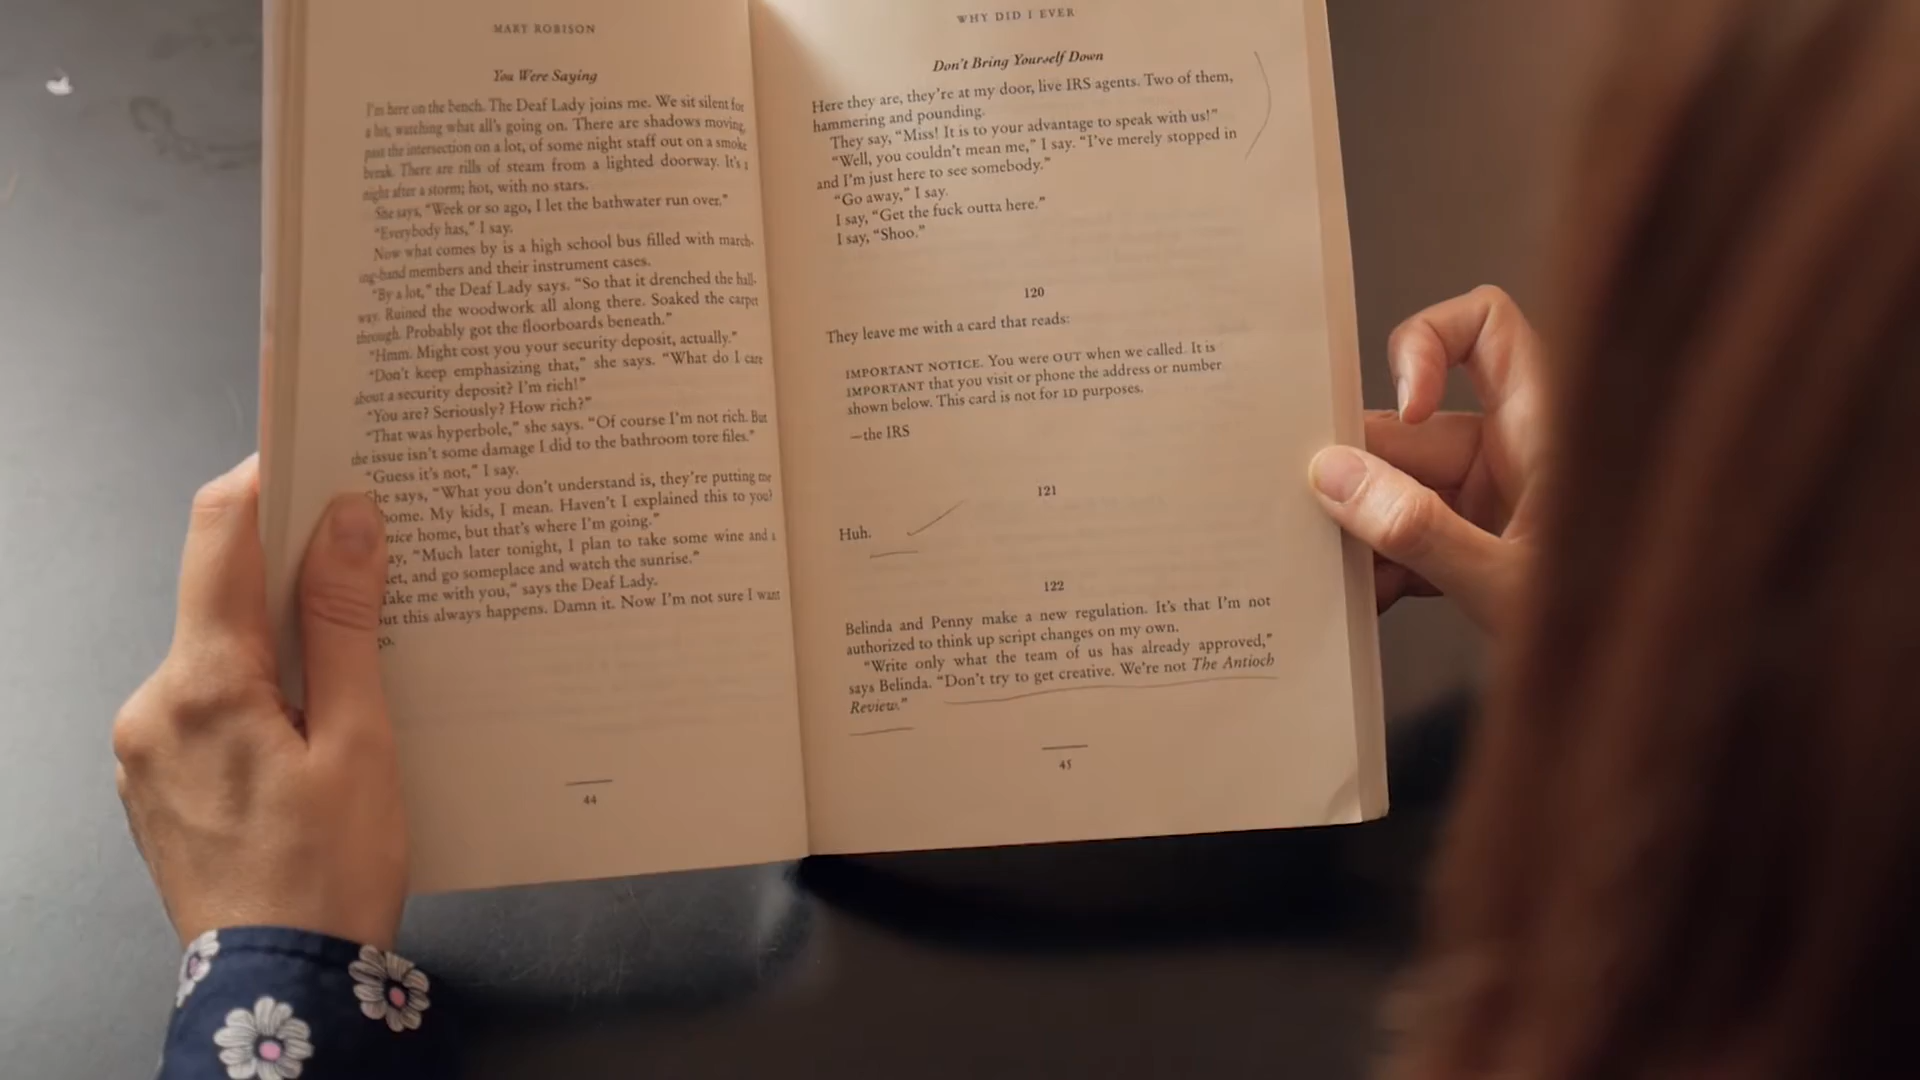 MARY ROBISON
You Were Saying
I'm here on the bench. The Deaf Lady joins me. We sit silent for
a bit, watching what all's going on. There are shadows moving,
past the intersection on a lot, of some night staff out on a smoke
break. There are rills of steam from a lighted doorway. It's a
night after a storm; hot, with no stars.
She says, "Week or so ago, I let the bathwater run over."
"Everybody has," I say.
Now what comes by is a high school bus filled with march-
ing-band members and their instrument cases.
"By a lot," the Deaf Lady says. "So that it drenched the hall-
way. Ruined the woodwork all along there. Soaked the carpet
through. Probably got the floorboards beneath."
"Hmm. Might cost you your security deposit, actually."
"Don't keep emphasizing that," she says. "What do I care
about a security deposit? I'm rich!"
"You are? Seriously? How rich?"
"That was hyperbole," she says. "Of course I'm not rich. But
the issue isn't some damage I did to the bathroom tore files."
"Guess it's not," I say.
She says, "What you don't understand is, they're putting me
home. My kids, I mean. Haven't I explained this to you?
nice home, but that's where I'm going."
ay, "Much later tonight, I plan to take some wine and a
ket, and go someplace and watch the sunrise."
Take me with you," says the Deaf Lady.
ut this always happens. Damn it. Now I'm not sure I want
go.
44
WHY DID I EVER
Don't Bring Yourself Down
Here they are, they're at my door, live IRS agents. Two of them,
hammering and pounding.
They say, "Miss! It is to your advantage to speak with us!"
"Well, you couldn't mean me," I say. "I've merely stopped in
and I'm just here to see somebody."
"Go away," I say.
I say, "Get the fuck outta here."
I say, "Shoo."
120
They leave me with a card that reads:
IMPORTANT NOTICE. You were OUT when we called. It is
IMPORTANT that you visit or phone the address or number
shown below. This card is not for ID purposes.
—the IRS
121
Huh.
122
Belinda and Penny make a new regulation. It's that I'm not
authorized to think up script changes on my own.
"Write only what the team of us has already approved,"
says Belinda. "Don't try to get creative. We're not The Antioch
Review."
45